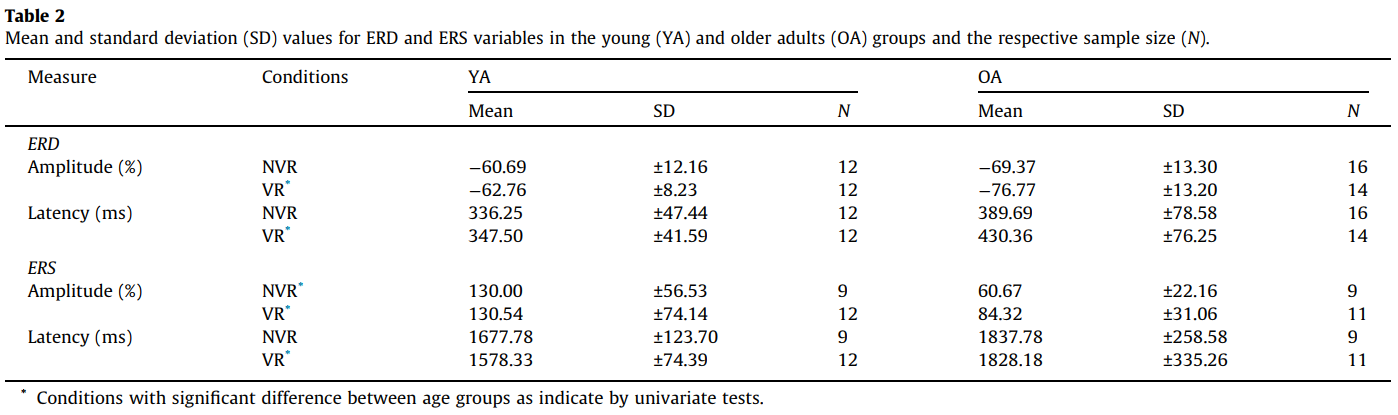 Table 2
Mean and standard deviation (SD) values for ERD and ERS variables in the young (YA) and older adults (OA) groups and the respective sample size (N).
Measure Conditions YA OA
Mean SD N Mean SD N
ERD
Amplitude (%) NVR −60.69 ±12.16 12 −69.37 ±13.30 16
VR* −62.76 ±8.23 12 −76.77 ±13.20 14
Latency (ms) NVR 336.25 ±47.44 12 389.69 ±78.58 16
VR* 347.50 ±41.59 12 430.36 ±76.25 14
ERS
Amplitude (%) NVR* 130.00 ±56.53 9 60.67 ±22.16 9
VR* 130.54 ±74.14 12 84.32 ±31.06 11
Latency (ms) NVR 1677.78 ±123.70 9 1837.78 ±258.58 9
VR* 1578.33 ±74.39 12 1828.18 ±335.26 11
* Conditions with significant difference between age groups as indicate by univariate tests.